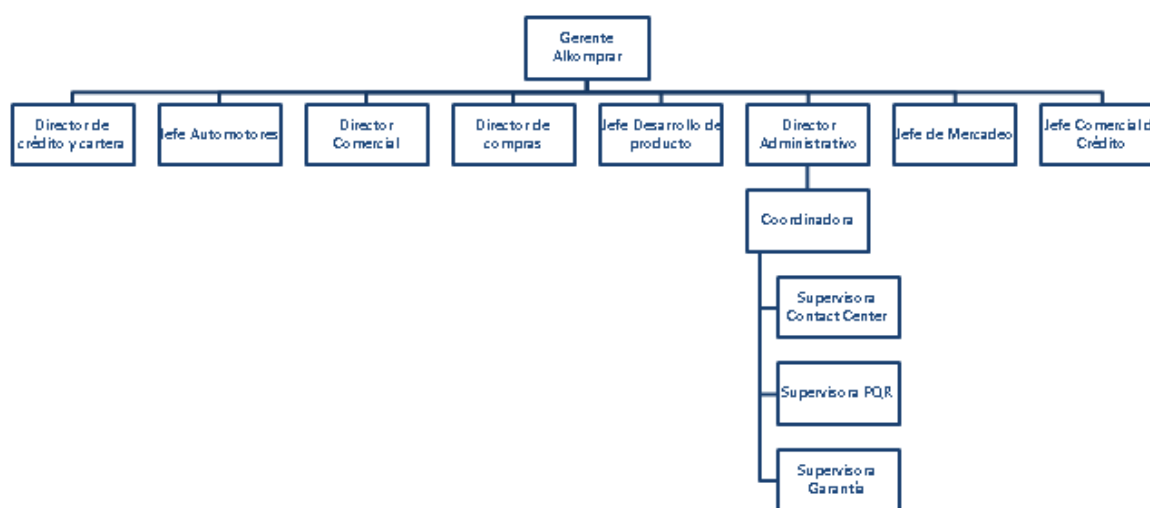 Gerente
Alkomprar
Director de
crédito y cartera
Jefe Automotores
Director
Comercial
Director de
compras
Jefe Desarrollo de
producto
Director
Administrativo
Jefe de Mercadeo
Jefe Comercial d
Crédito
Coordinadora
Supervisora
Contact Center
Supervisora PQR
Supervisora
Garantía